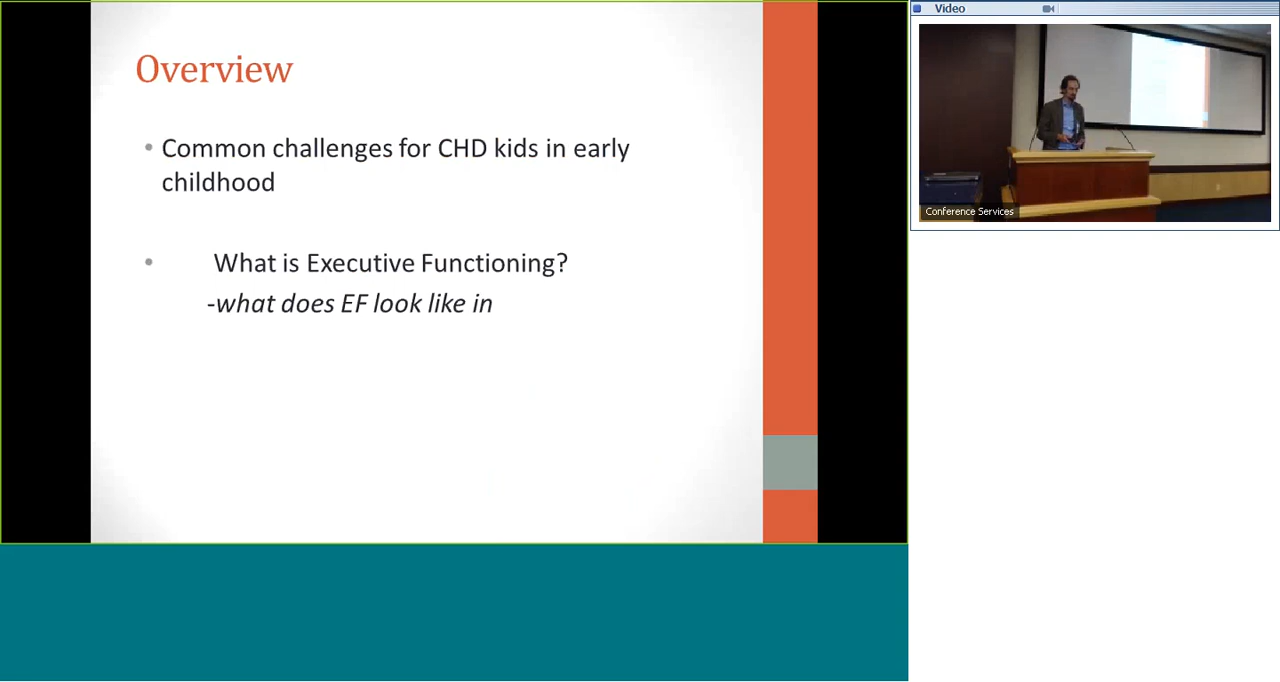 Overview
• Common challenges for CHD kids in early
childhood
• What is Executive Functioning?
-what does EF look like in
Video
Conference Services